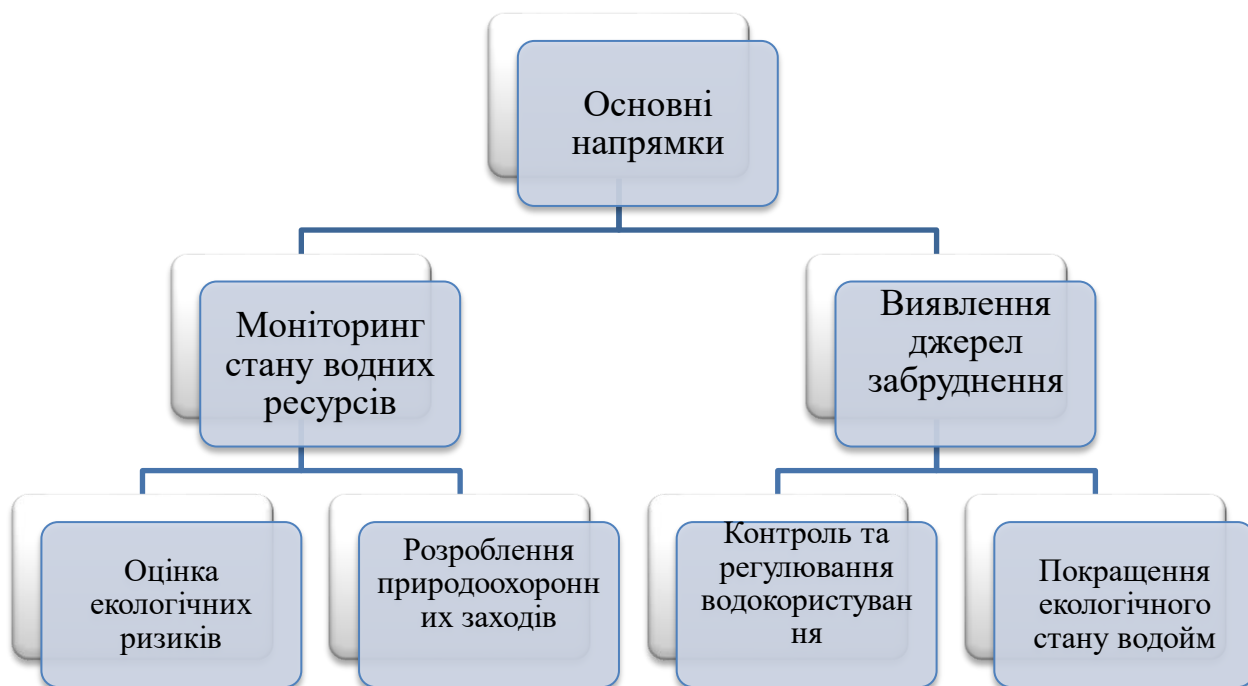 Основні
напрямки
Моніторинг
стану водних
ресурсів
Виявлення
джерел
забруднення
Оцінка
екологічних
ризиків
Розроблення
природоохоронн
их заходів
Контроль та
регулювання
водокористуван
ня
Покращення
екологічного
стану водойм